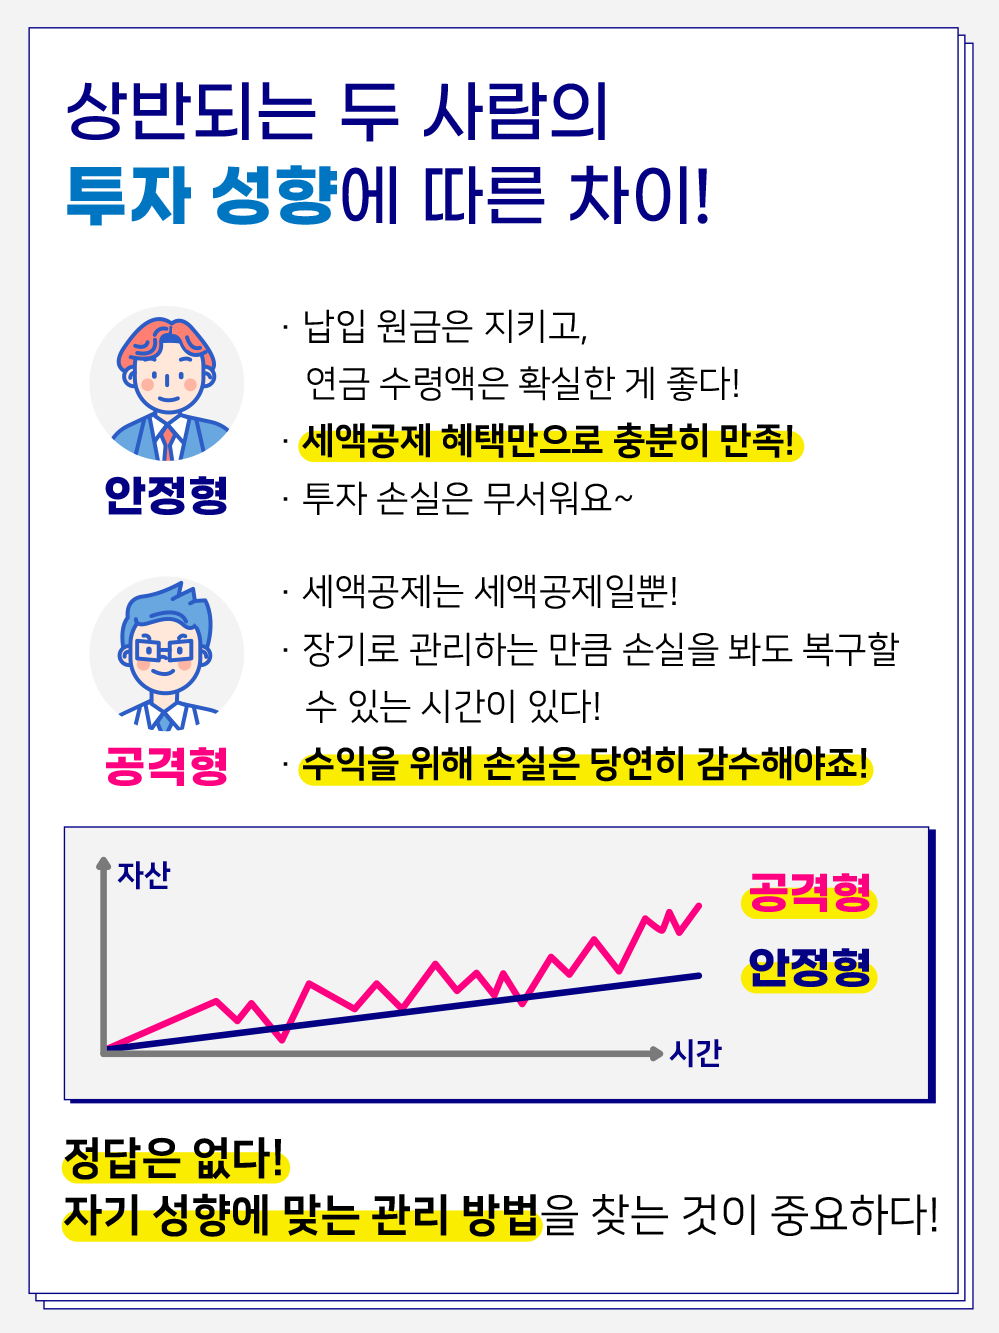 상반되는 두 사람의
투자 성향에 따른 차이!
· 납입 원금은 지키고,
연금 수령액은 확실한 게 좋다!
· 세액공제 혜택만으로 충분히 만족!
· 투자 손실은 무서워요~
안정형
· 세액공제는 세액공제일뿐!
· 장기로 관리하는 만큼 손실을 봐도 복구할
수 있는 시간이 있다!
· 수익을 위해 손실은 당연히 감수해야죠!
공격형
자산
공격형
안정형
시간
정답은 없다!
자기 성향에 맞는 관리 방법을 찾는 것이 중요하다!